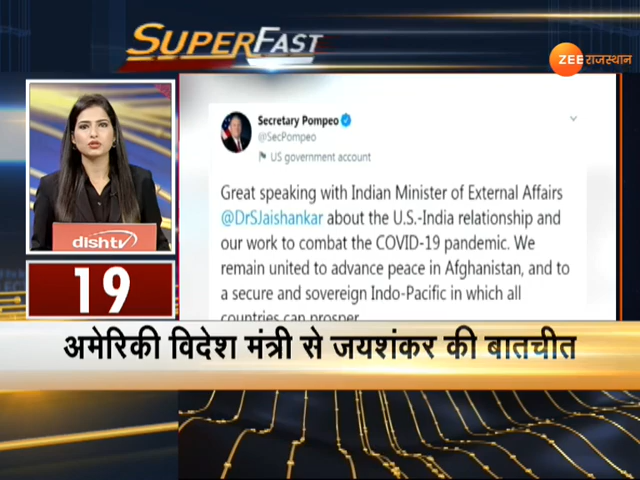 SUPERFAST
ZEE राजस्थान
Secretary Pompeo
@SecPompeo
US government account
Great speaking with Indian Minister of External Affairs
@DrSJaishankar about the U.S.-India relationship and
our work to combat the COVID-19 pandemic. We
remain united to advance peace in Afghanistan, and to
a secure and sovereign Indo-Pacific in which all
countries can prosper
dishtv
19
अमेरिकी विदेश मंत्री से जयशंकर की बातचीत